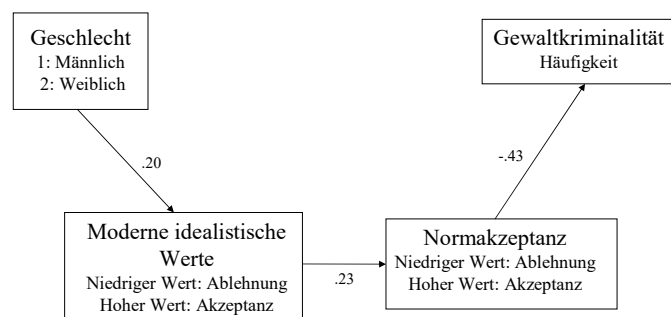 Geschlecht
1: Männlich
2: Weiblich
Gewaltkriminalität
Häufigkeit
.20
-.43
Moderne idealistische
Werte
Niedriger Wert: Ablehnung
Hoher Wert: Akzeptanz
.23
Normakzeptanz
Niedriger Wert: Ablehnung
Hoher Wert: Akzeptanz